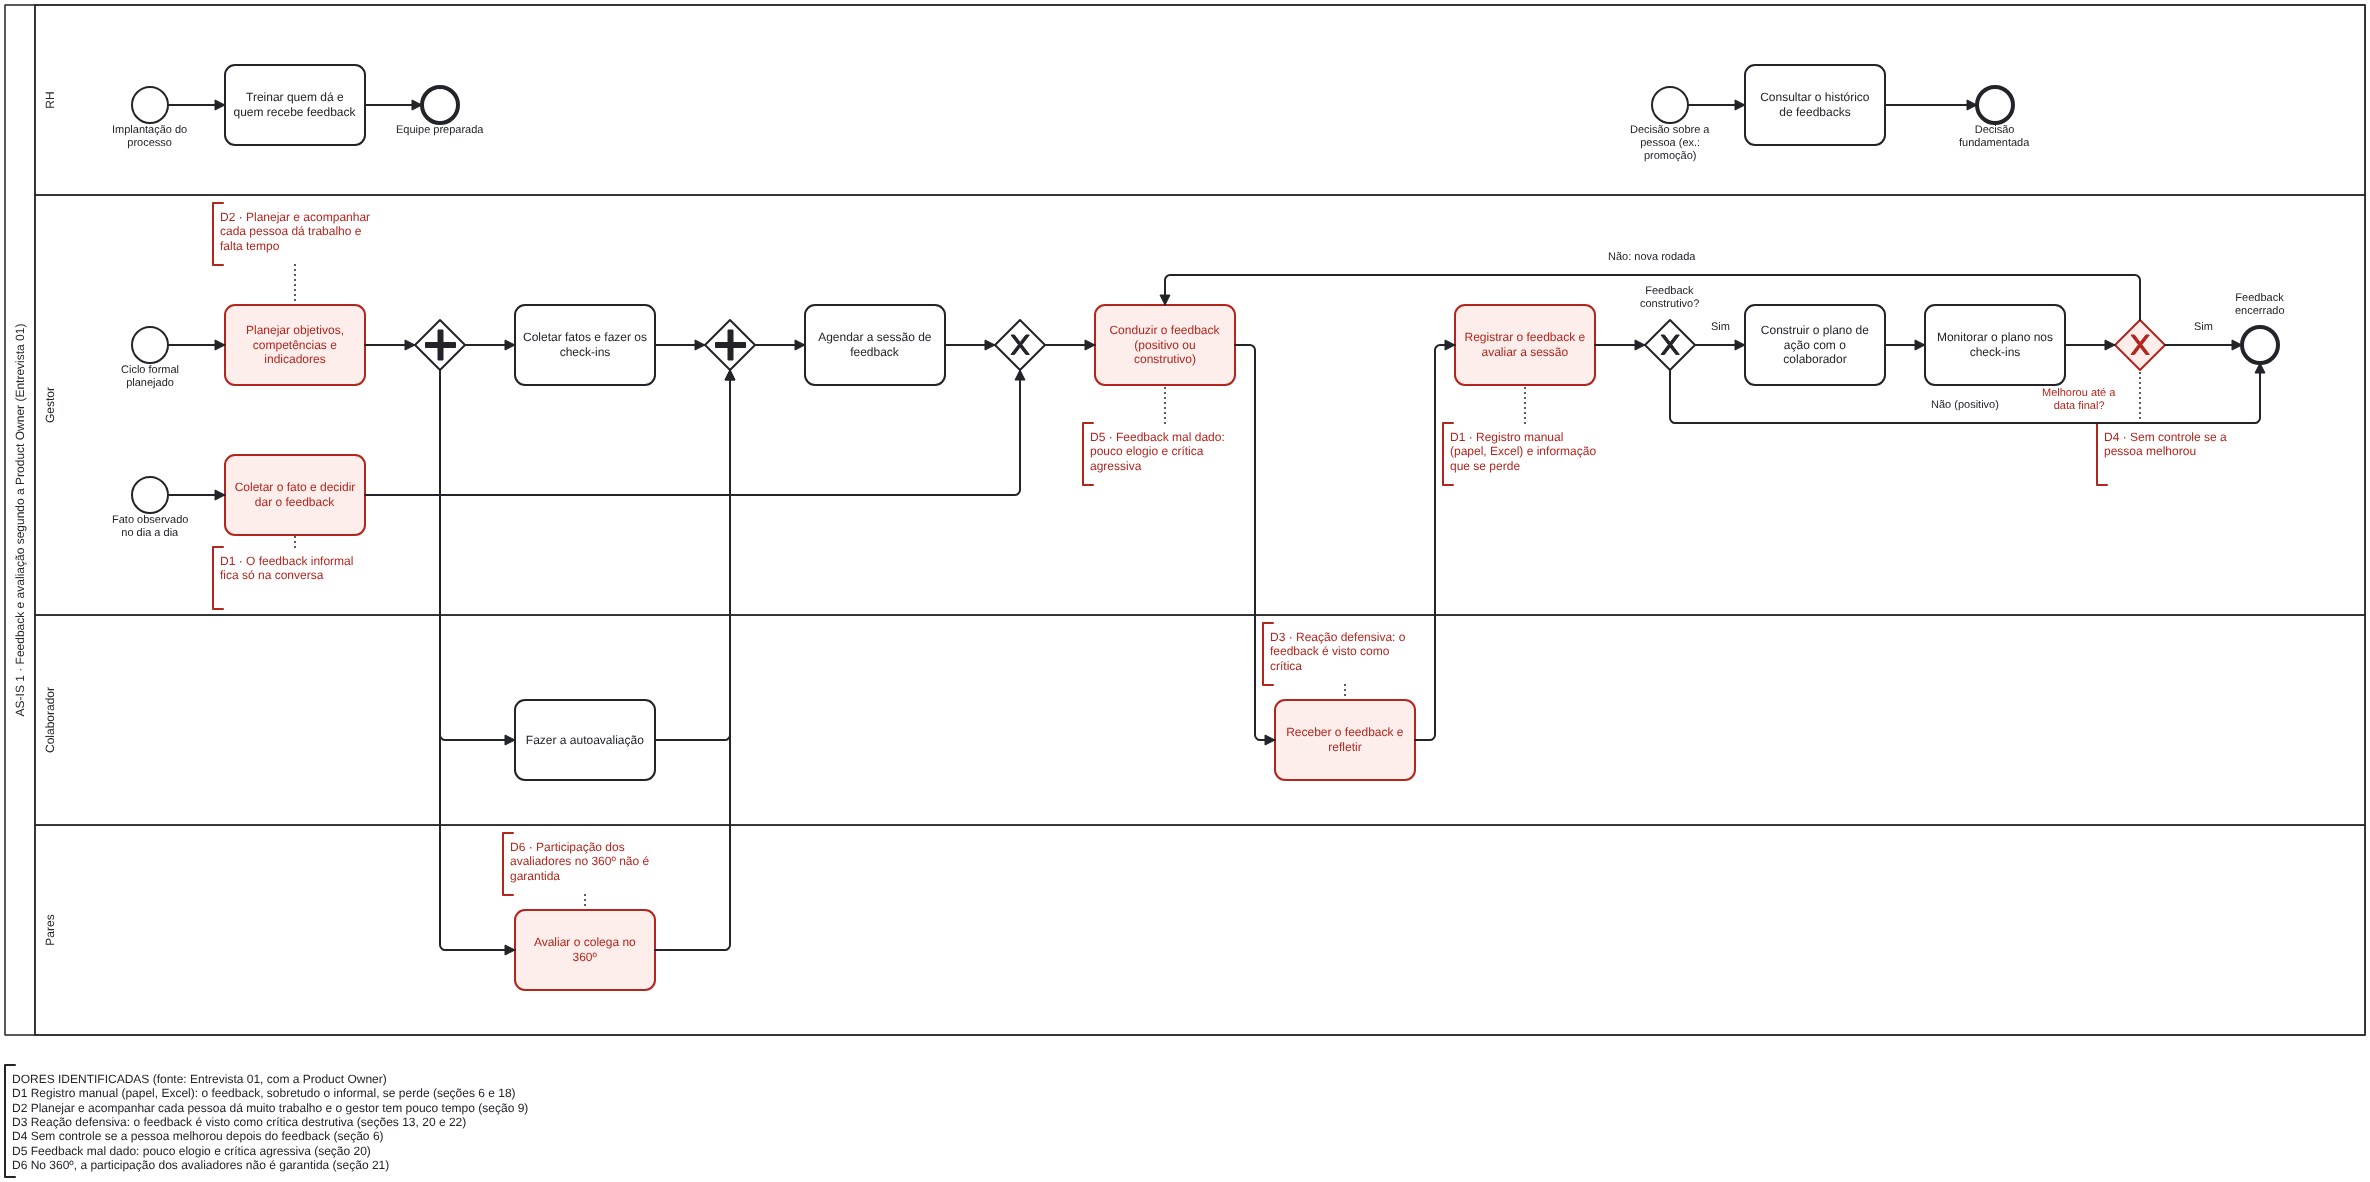 AS-IS 1 · Feedback e avaliação segundo a Product Owner (Entrevista 01)
RH
Implantação do
processo
Treinar quem dá e
quem recebe feedback
Equipe preparada
Decisão sobre a
pessoa (ex.:
promoção)
Consultar o histórico
de feedbacks
Decisão
fundamentada
Gestor
D2 · Planejar e acompanhar
cada pessoa dá trabalho e
falta tempo
Ciclo formal
planejado
Planejar objetivos,
competências e
indicadores
Coletar fatos e fazer os
check-ins
Agendar a sessão de
feedback
Conduzir o feedback
(positivo ou
construtivo)
D5 · Feedback mal dado:
pouco elogio e crítica
agressiva
Registrar o feedback e
avaliar a sessão
D1 · Registro manual
(papel, Excel) e informação
que se perde
Não: nova rodada
Feedback
construtivo?
Sim
Construir o plano de
ação com o
colaborador
Monitorar o plano nos
check-ins
Não (positivo)
Melhorou até a
data final?
Sim
Feedback
encerrado
D4 · Sem controle se a
pessoa melhorou
Fato observado
no dia a dia
Coletar o fato e decidir
dar o feedback
D1 · O feedback informal
fica só na conversa
Colaborador
Fazer a autoavaliação
D3 · Reação defensiva: o
feedback é visto como
crítica
Receber o feedback e
refletir
Pares
D6 · Participação dos
avaliadores no 360º não é
garantida
Avaliar o colega no
360º
DORES IDENTIFICADAS (fonte: Entrevista 01, com a Product Owner)
D1 Registro manual (papel, Excel): o feedback, sobretudo o informal, se perde (seções 6 e 18)
D2 Planejar e acompanhar cada pessoa dá muito trabalho e o gestor tem pouco tempo (seção 9)
D3 Reação defensiva: o feedback é visto como crítica destrutiva (seções 13, 20 e 22)
D4 Sem controle se a pessoa melhorou depois do feedback (seção 6)
D5 Feedback mal dado: pouco elogio e crítica agressiva (seção 20)
D6 No 360º, a participação dos avaliadores não é garantida (seção 21)